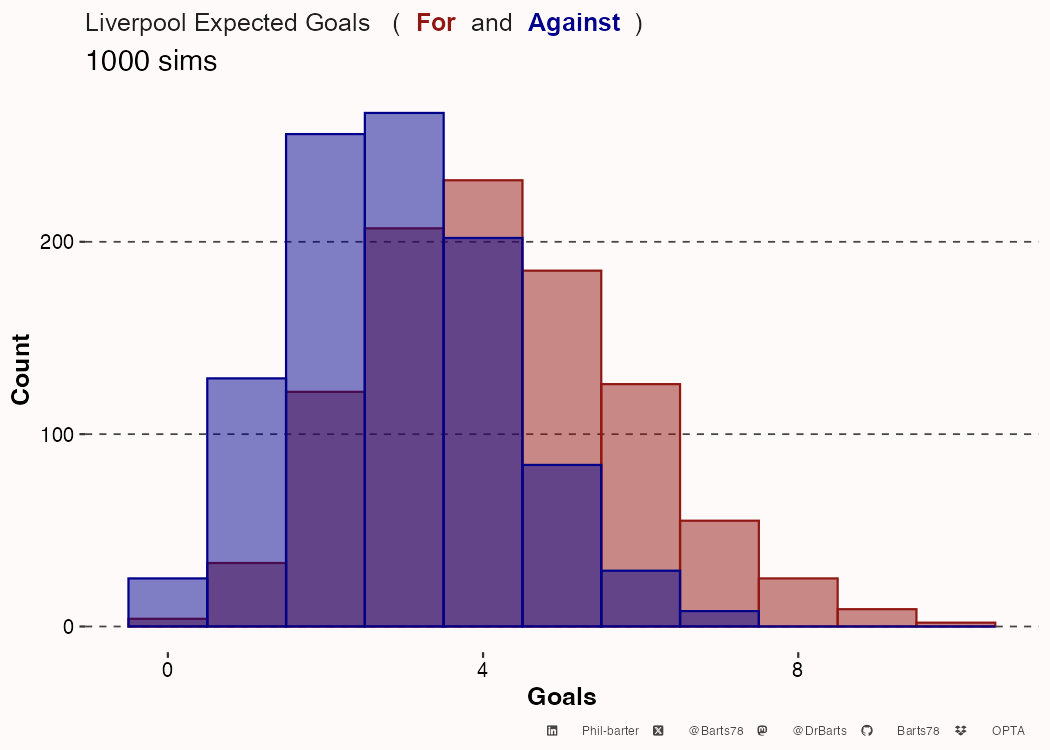 Liverpool Expected Goals ( For and Against )
1000 sims
Count
200
100
0
0 4 8
Goals
Phil-barter @Barts78 @DrBarts Barts78 OPTA